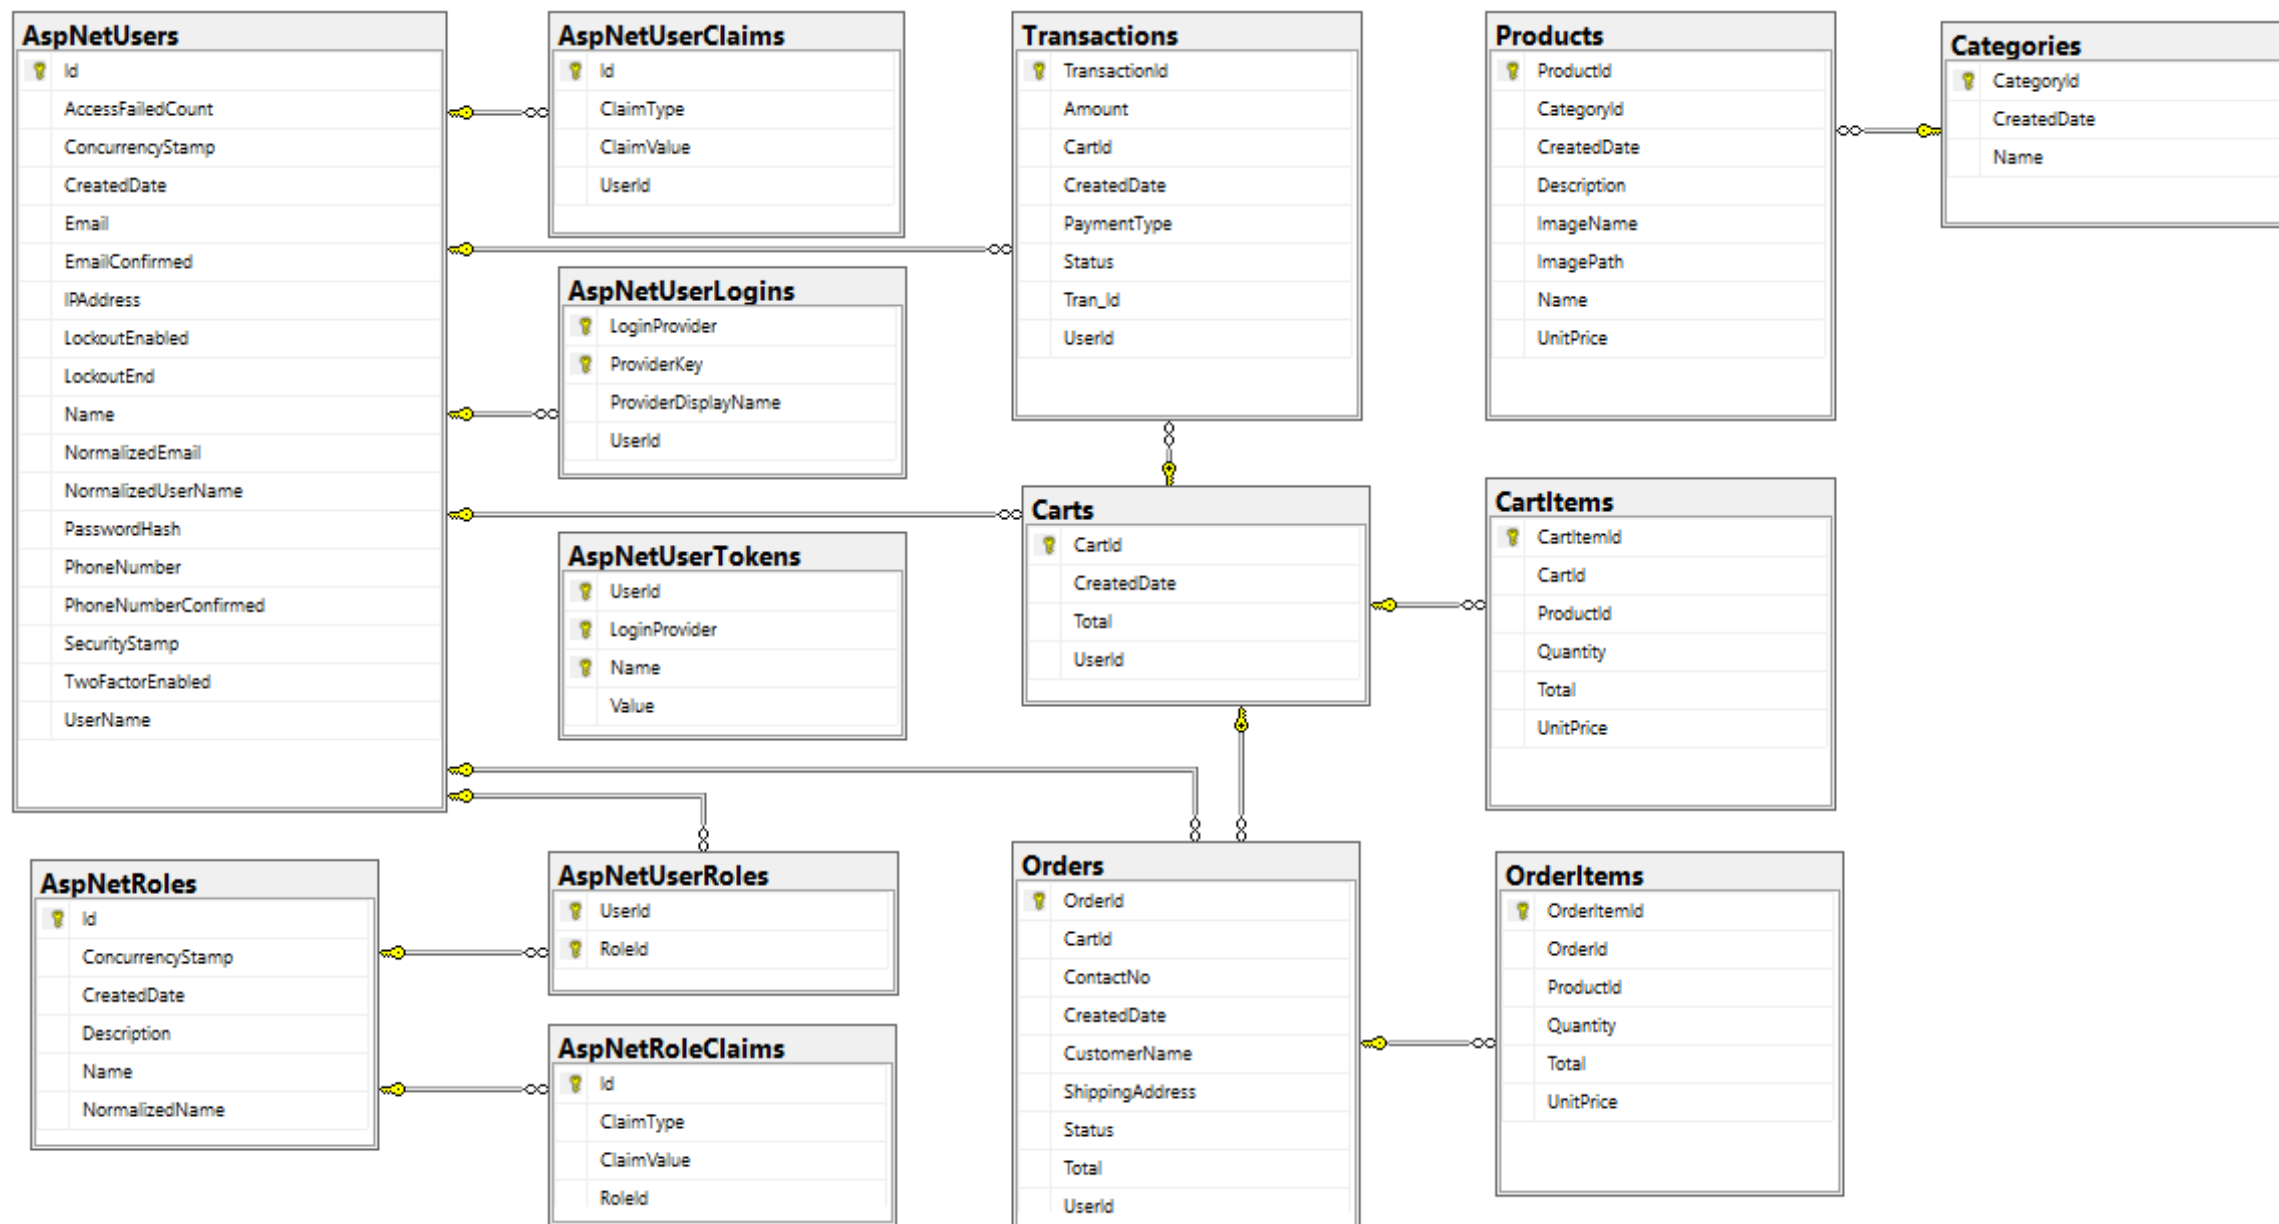 AspNetUsers
Id
AccessFailedCount
ConcurrencyStamp
CreatedDate
Email
EmailConfirmed
IPAddress
LockoutEnabled
LockoutEnd
Name
NormalizedEmail
NormalizedUserName
PasswordHash
PhoneNumber
PhoneNumberConfirmed
SecurityStamp
TwoFactorEnabled
UserName
AspNetUserClaims
Id
ClaimType
ClaimValue
UserId
Transactions
TransactionId
Amount
CartId
CreatedDate
PaymentType
Status
Tran_Id
UserId
Products
ProductId
CategoryId
CreatedDate
Description
ImageName
ImagePath
Name
UnitPrice
Categories
CategoryId
CreatedDate
Name
AspNetUserLogins
LoginProvider
ProviderKey
ProviderDisplayName
UserId
Carts
CartId
CreatedDate
Total
UserId
CartItems
CartItemId
CartId
ProductId
Quantity
Total
UnitPrice
AspNetUserTokens
UserId
LoginProvider
Name
Value
AspNetRoles
Id
ConcurrencyStamp
CreatedDate
Description
Name
NormalizedName
AspNetUserRoles
UserId
RoleId
AspNetRoleClaims
Id
ClaimType
ClaimValue
RoleId
Orders
OrderId
CartId
ContactNo
CreatedDate
CustomerName
ShippingAddress
Status
Total
UserId
OrderItems
OrderItemId
OrderId
ProductId
Quantity
Total
UnitPrice